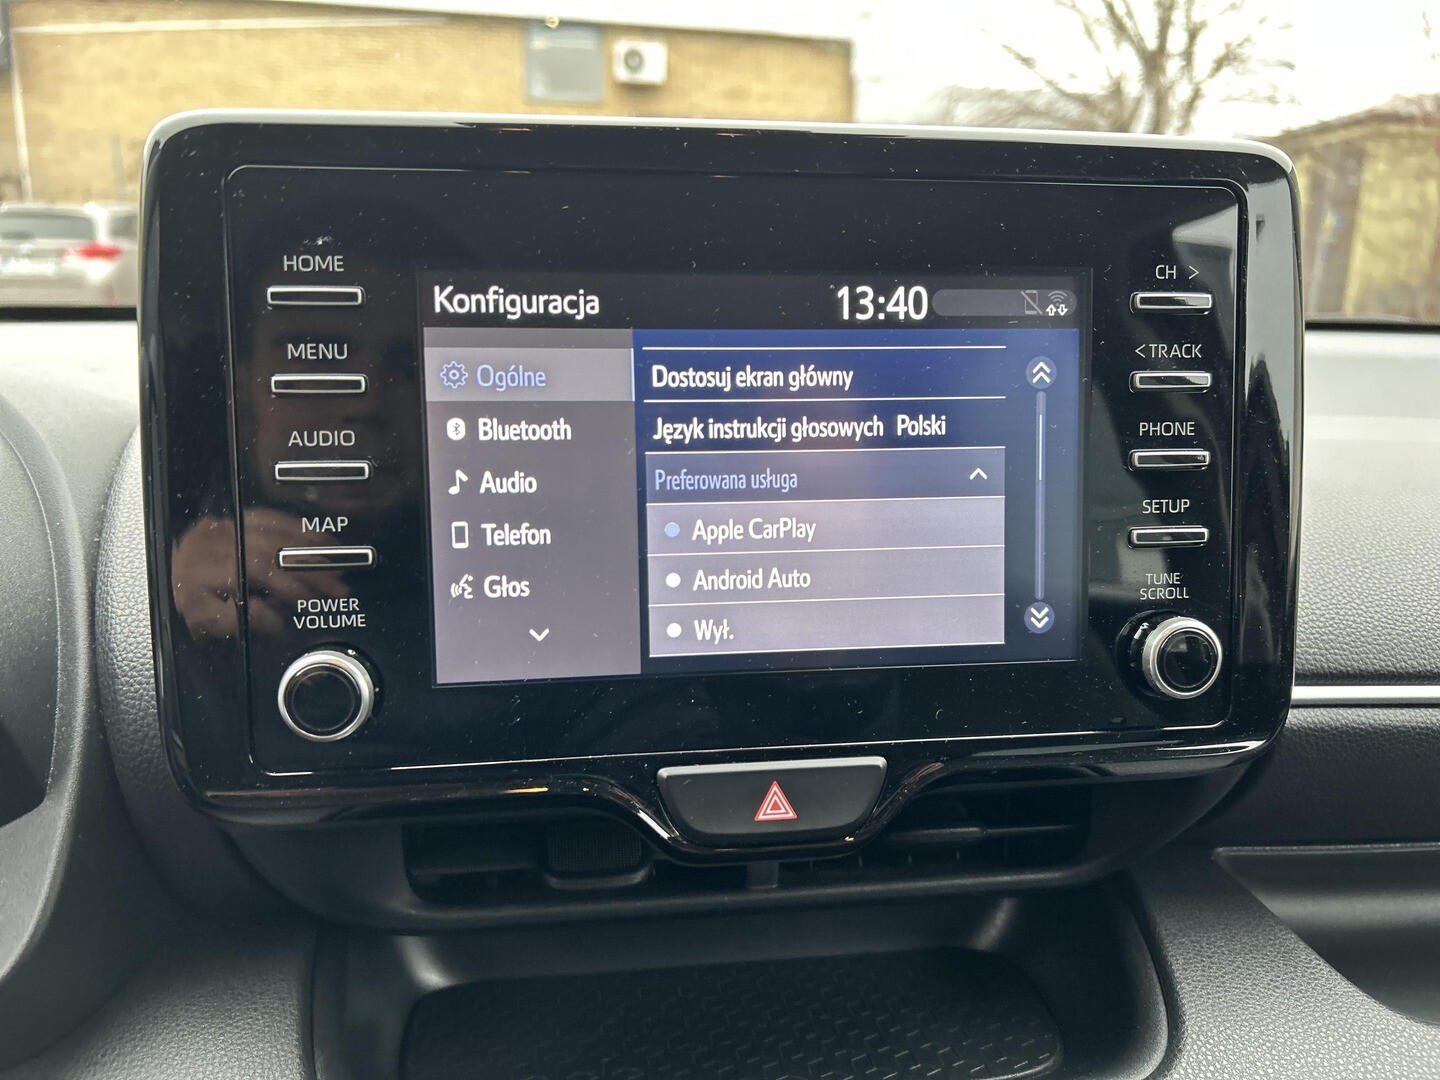 HOME
MENU
AUDIO
MAP
POWER
VOLUME
Konfiguracja
13:40
Ogólne
Bluetooth
Audio
Telefon
Głos
Dostosuj ekran główny
Język instrukcji głosowych Polski
Preferowana usługa
Apple CarPlay
Android Auto
Wył.
CH >
<TRACK
PHONE
SETUP
TUNE
SCROLL